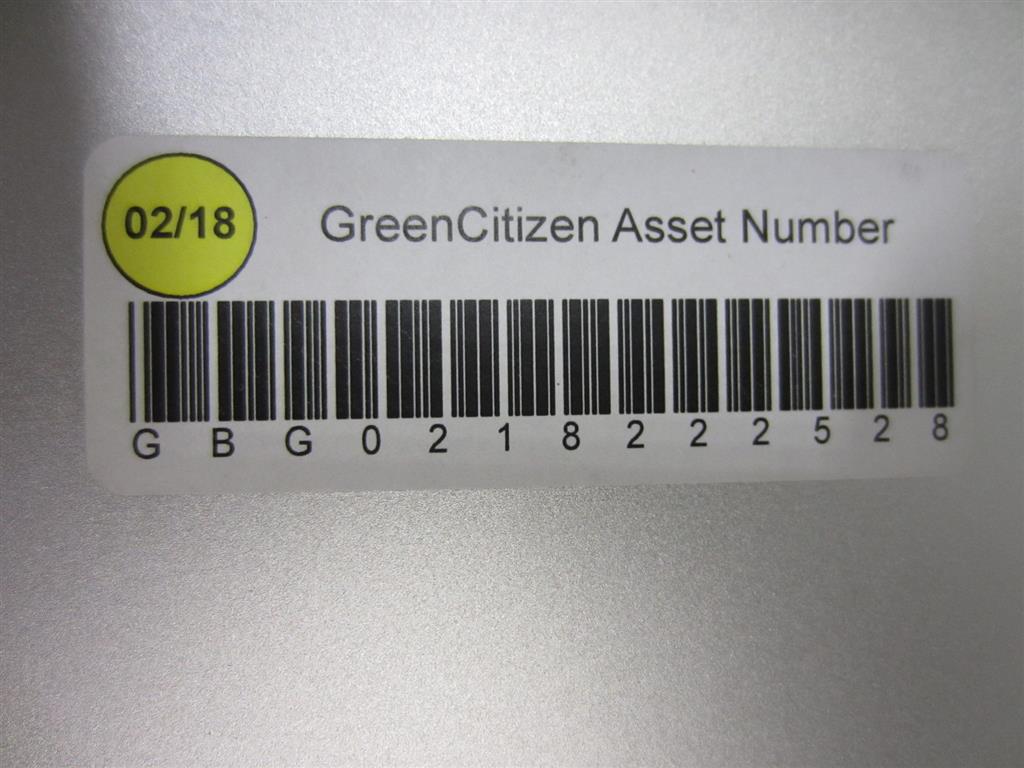 02/18
GreenCitizen Asset Number
G B G 0 2 1 8 2 2 2 5 2 8